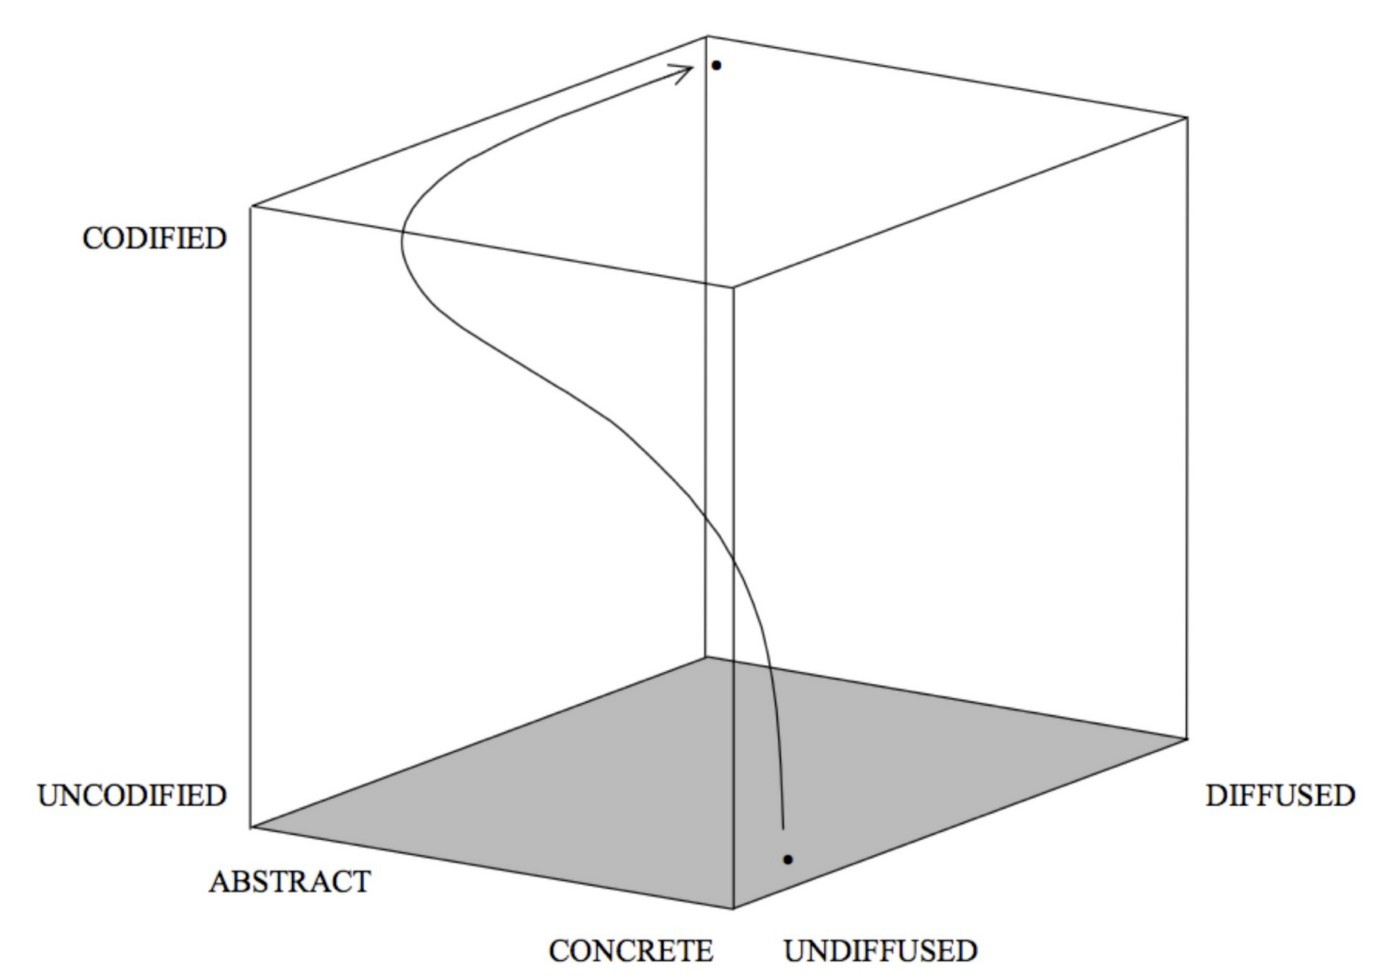 CODIFIED
UNCODIFIED
DIFFUSED
ABSTRACT
CONCRETE
UNDIFFUSED